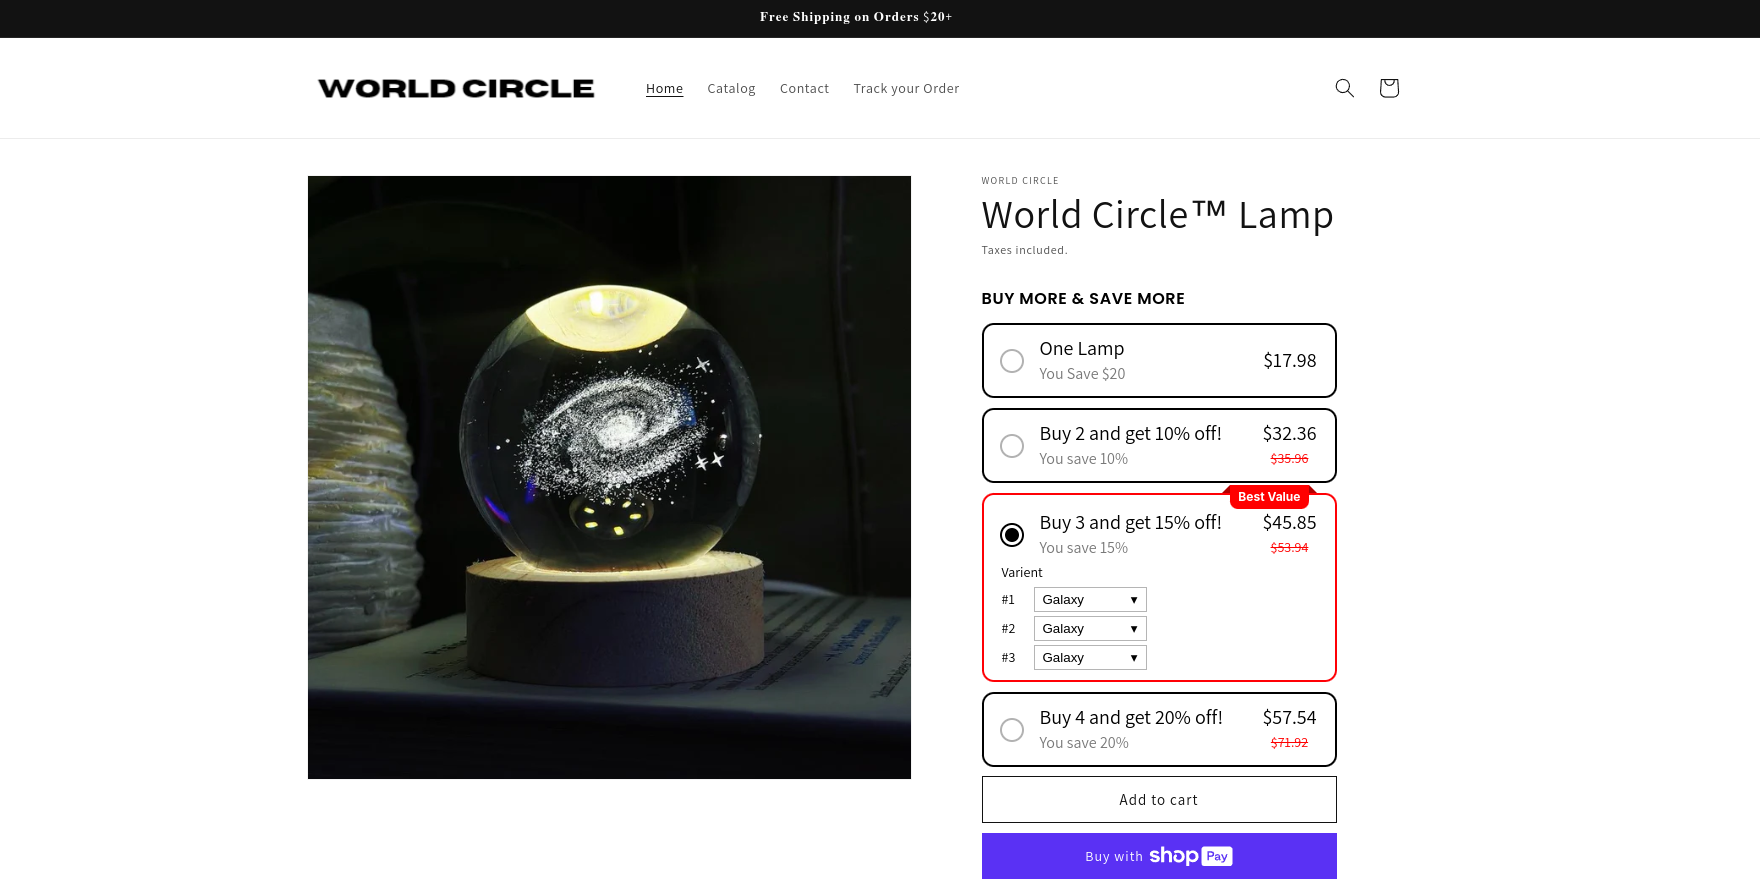 Free Shipping on Orders $20+
WORLD CIRCLE
Home
Catalog
Contact
Track your Order
WORLD CIRCLE
World Circle™ Lamp
Taxes included.
BUY MORE & SAVE MORE
One Lamp
$17.98
You Save $20
Buy 2 and get 10% off!
$32.36
You save 10%
$35.96
Best Value
Buy 3 and get 15% off!
$45.85
You save 15%
$53.94
Varient
#1 Galaxy
#2 Galaxy
#3 Galaxy
Buy 4 and get 20% off!
$57.54
You save 20%
$71.92
Add to cart
Buy with shop Pay